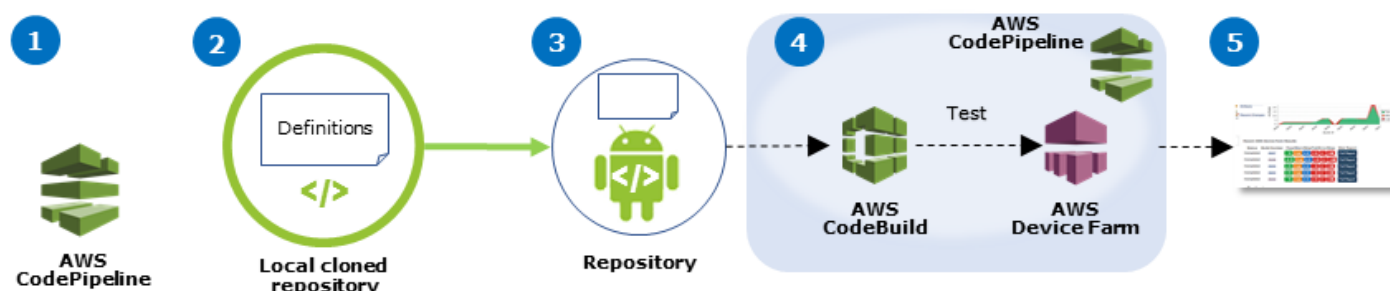 1
AWS
CodePipeline
2
Definitions
</>
Local cloned
repository
3
</>
Repository
4
AWS
CodePipeline
AWS
CodeBuild
Test
AWS
Device Farm
5